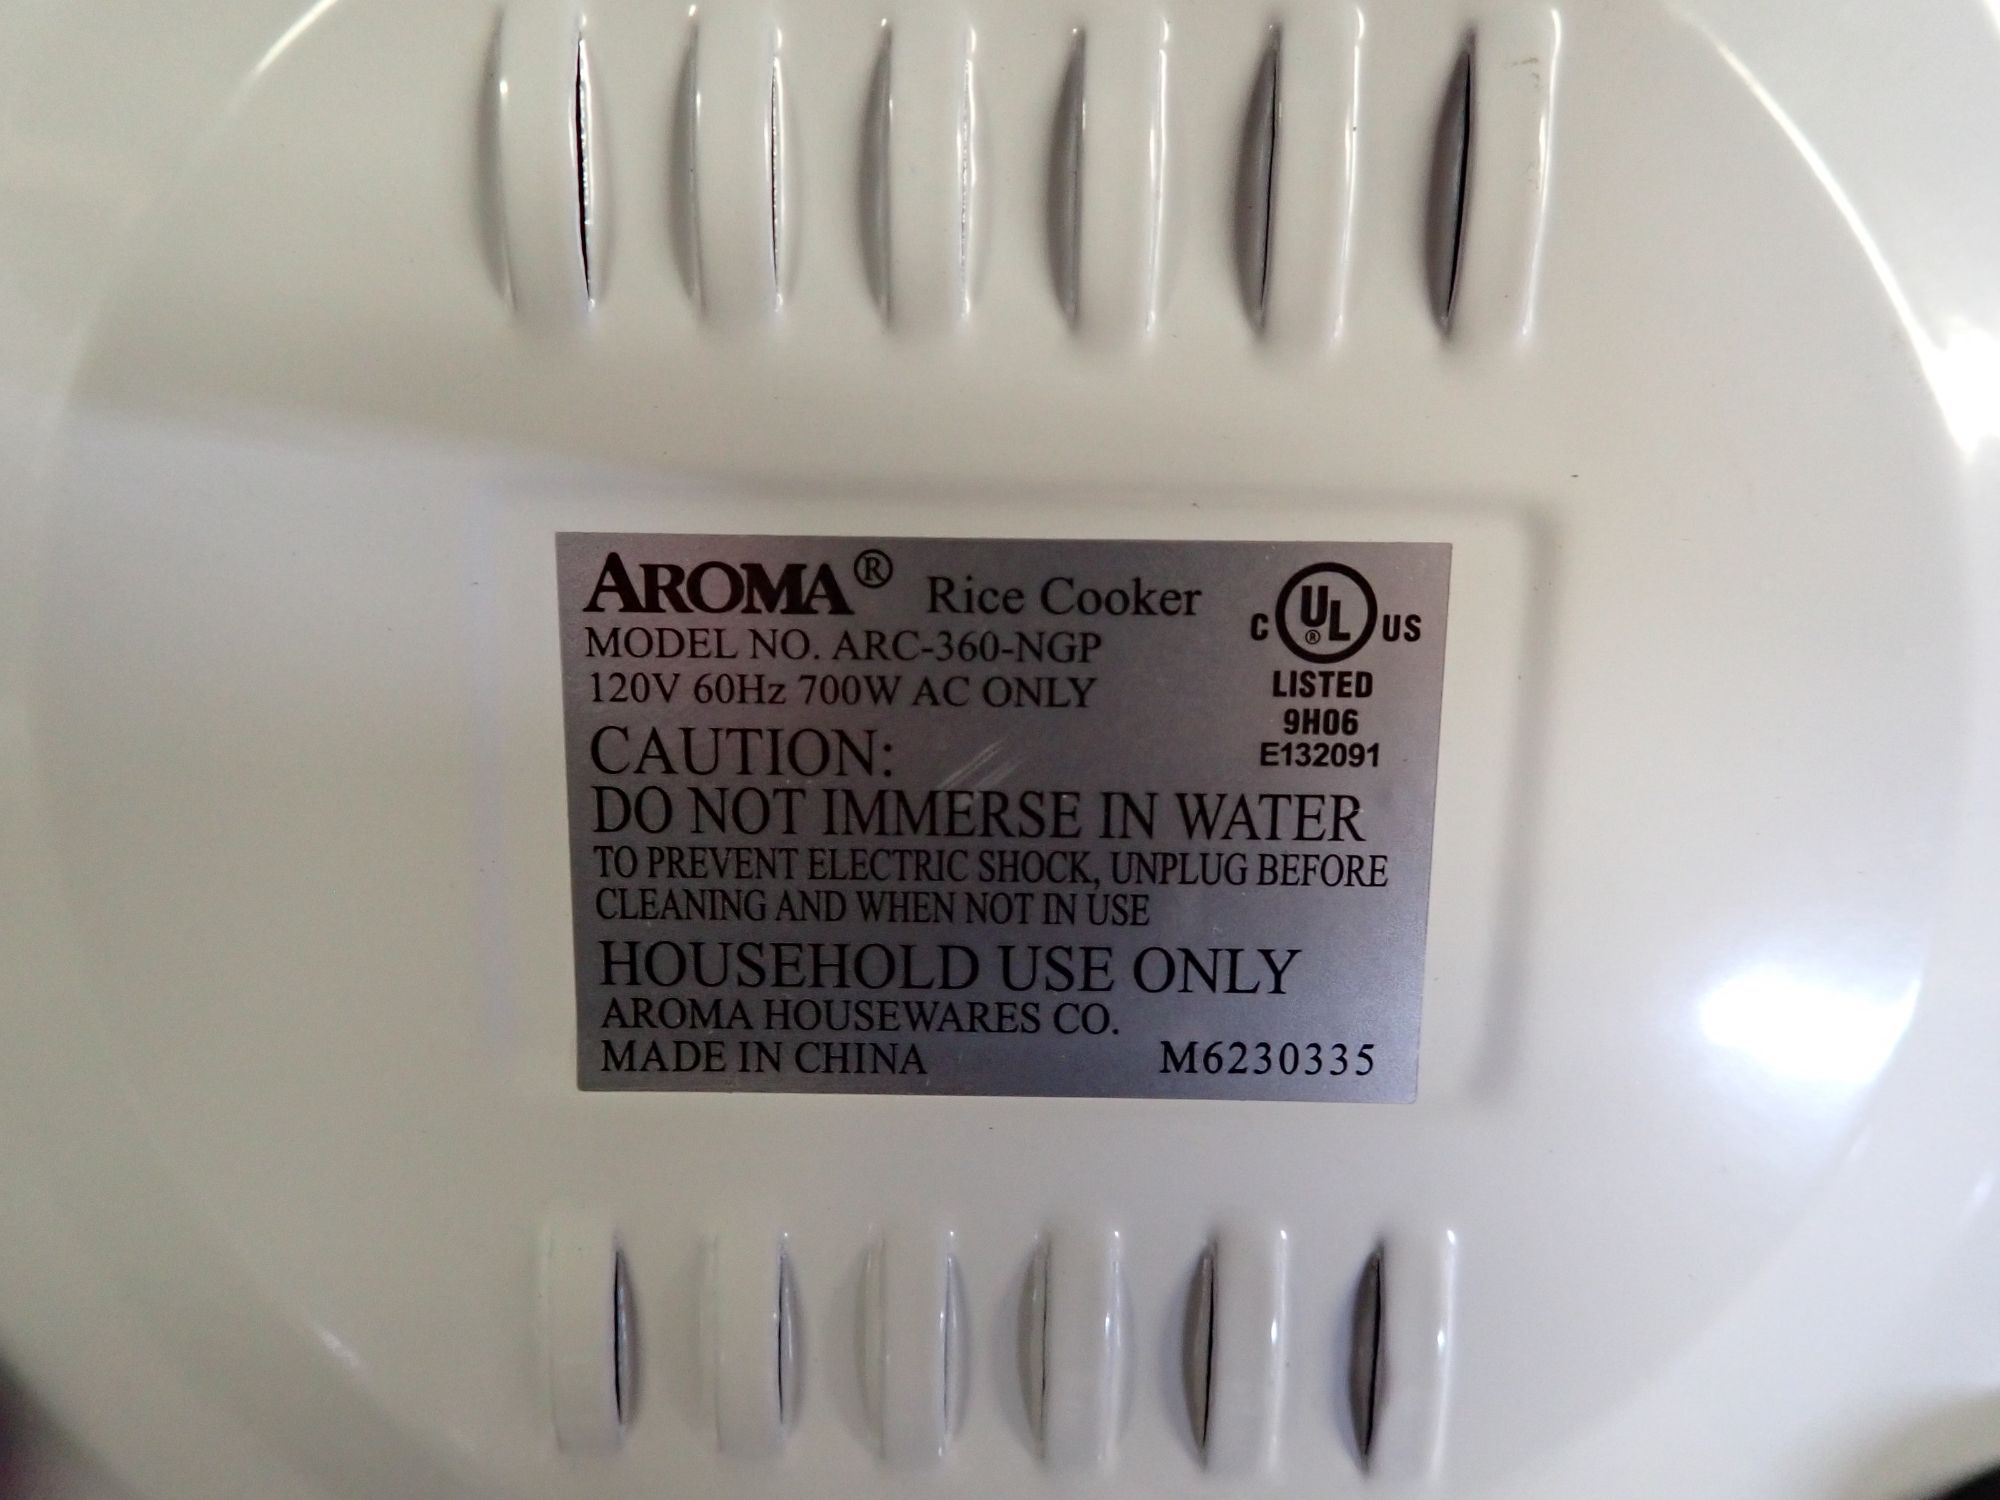 AROMA® Rice Cooker
MODEL NO. ARC-360-NGP
120V 60Hz 700W AC ONLY
C UL® US
LISTED
9H06
E132091
CAUTION:
DO NOT IMMERSE IN WATER
TO PREVENT ELECTRIC SHOCK, UNPLUG BEFORE
CLEANING AND WHEN NOT IN USE
HOUSEHOLD USE ONLY
AROMA HOUSEWARES CO.
MADE IN CHINA M6230335